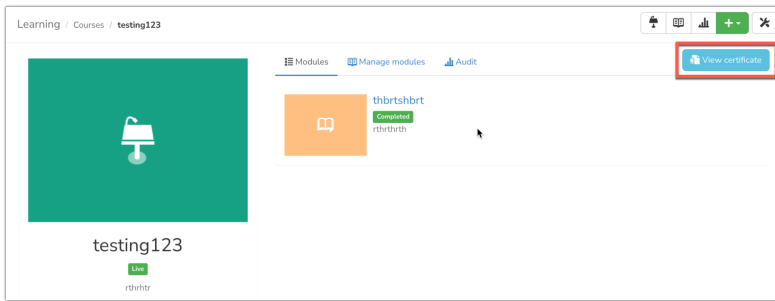 Learning / Courses / testing123
Modules Manage modules Audit
View certificate
thbrtshbrt
Completed
rthrthrth
testing123
Live
rthrhtr